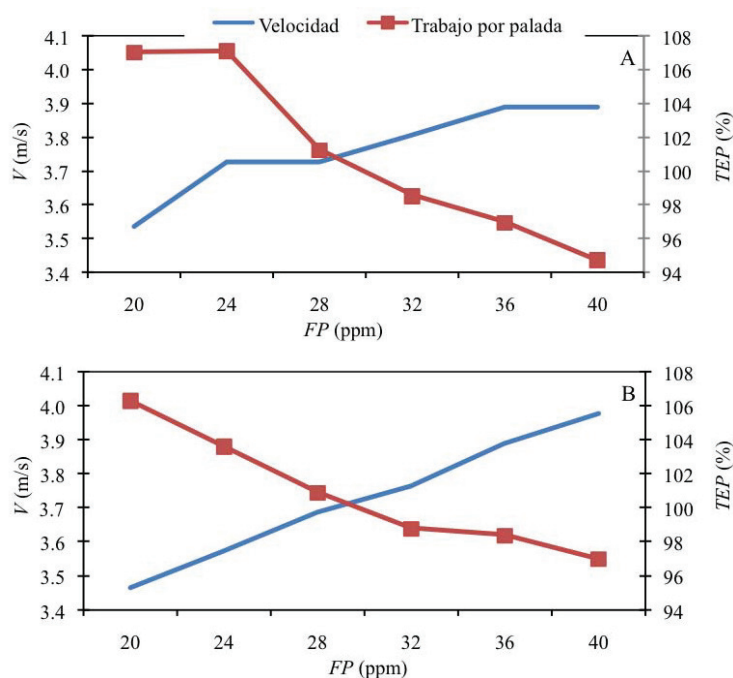 Velocidad Trabajo por palada
4.1 108
4.0 A 106
3.9 104
3.8 102
3.7 100
3.6 98
3.5 96
3.4 94
V (m/s)
TEP (%)
20 24 28 32 36 40
FP (ppm)
4.1 108
4.0 B 106
3.9 104
3.8 102
3.7 100
3.6 98
3.5 96
3.4 94
V (m/s)
TEP (%)
20 24 28 32 36 40
FP (ppm)